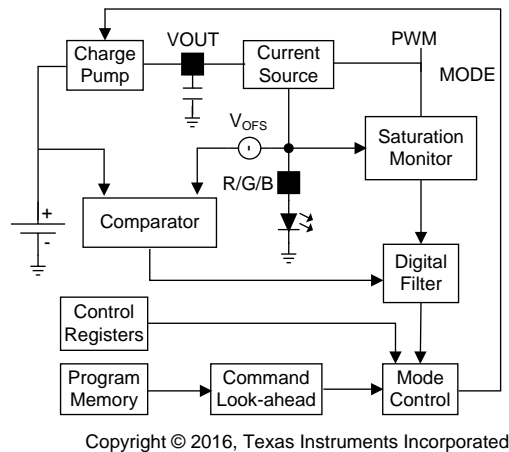 VOUT
PWM
Charge
Pump
Current
Source
MODE
VOFS
Saturation
Monitor
R/G/B
+
-
Comparator
Digital
Filter
Control
Registers
Program
Memory
Command
Look-ahead
Mode
Control
Copyright © 2016, Texas Instruments Incorporated